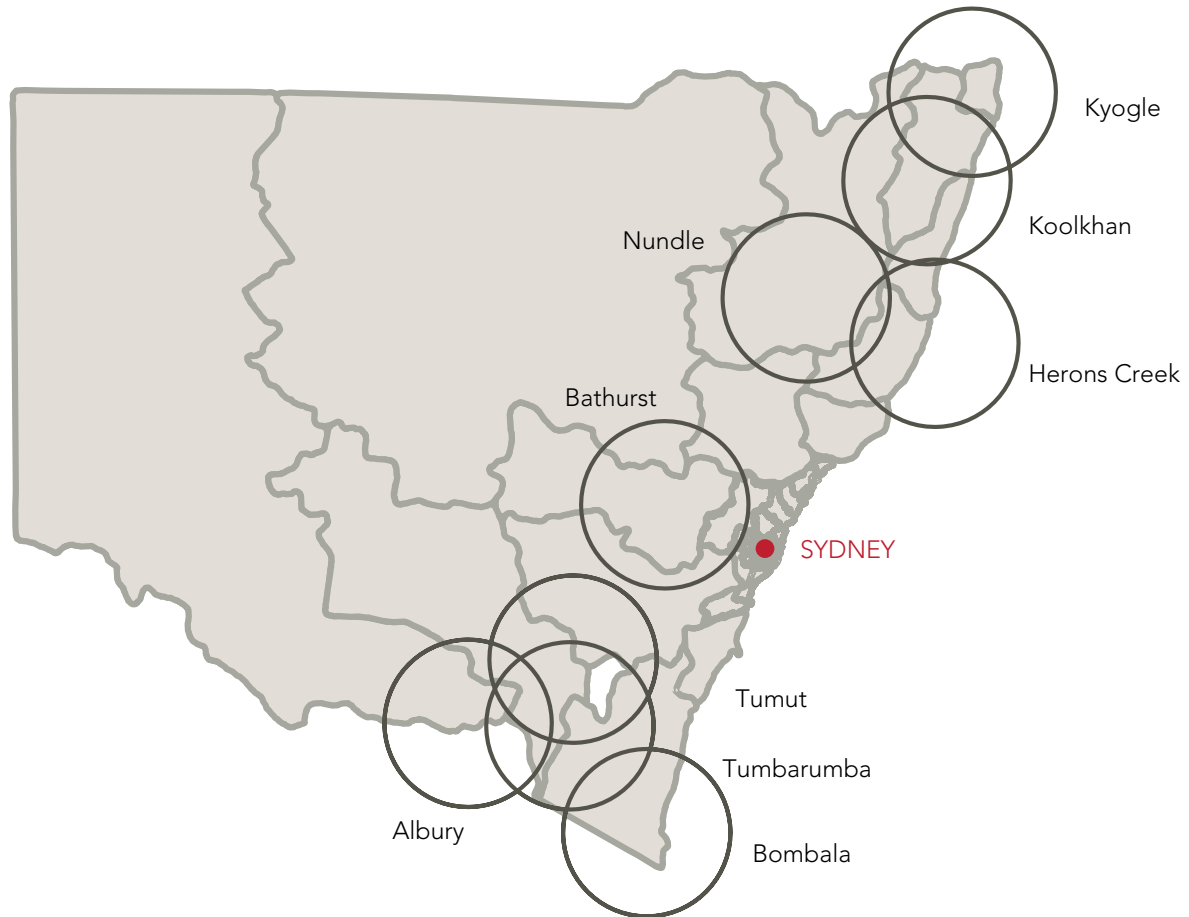 Kyogle
Koolkhan
Nundle
Herons Creek
Bathurst
SYDNEY
Tumut
Tumbarumba
Albury
Bombala